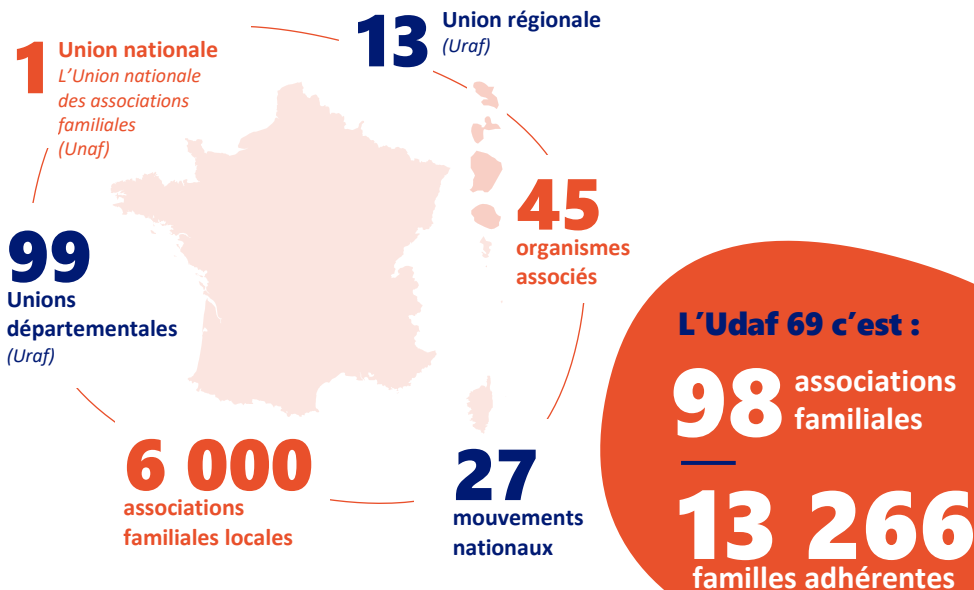 1
Union nationale
L'Union nationale
des associations
familiales
(Unaf)
13
Union régionale
(Uraf)
45
organismes
associés
99
Unions
départementales
(Uraf)
6 000
associations
familiales locales
27
mouvements
nationaux
L'Udaf 69 c'est :
98
associations
familiales
13 266
familles adhérentes